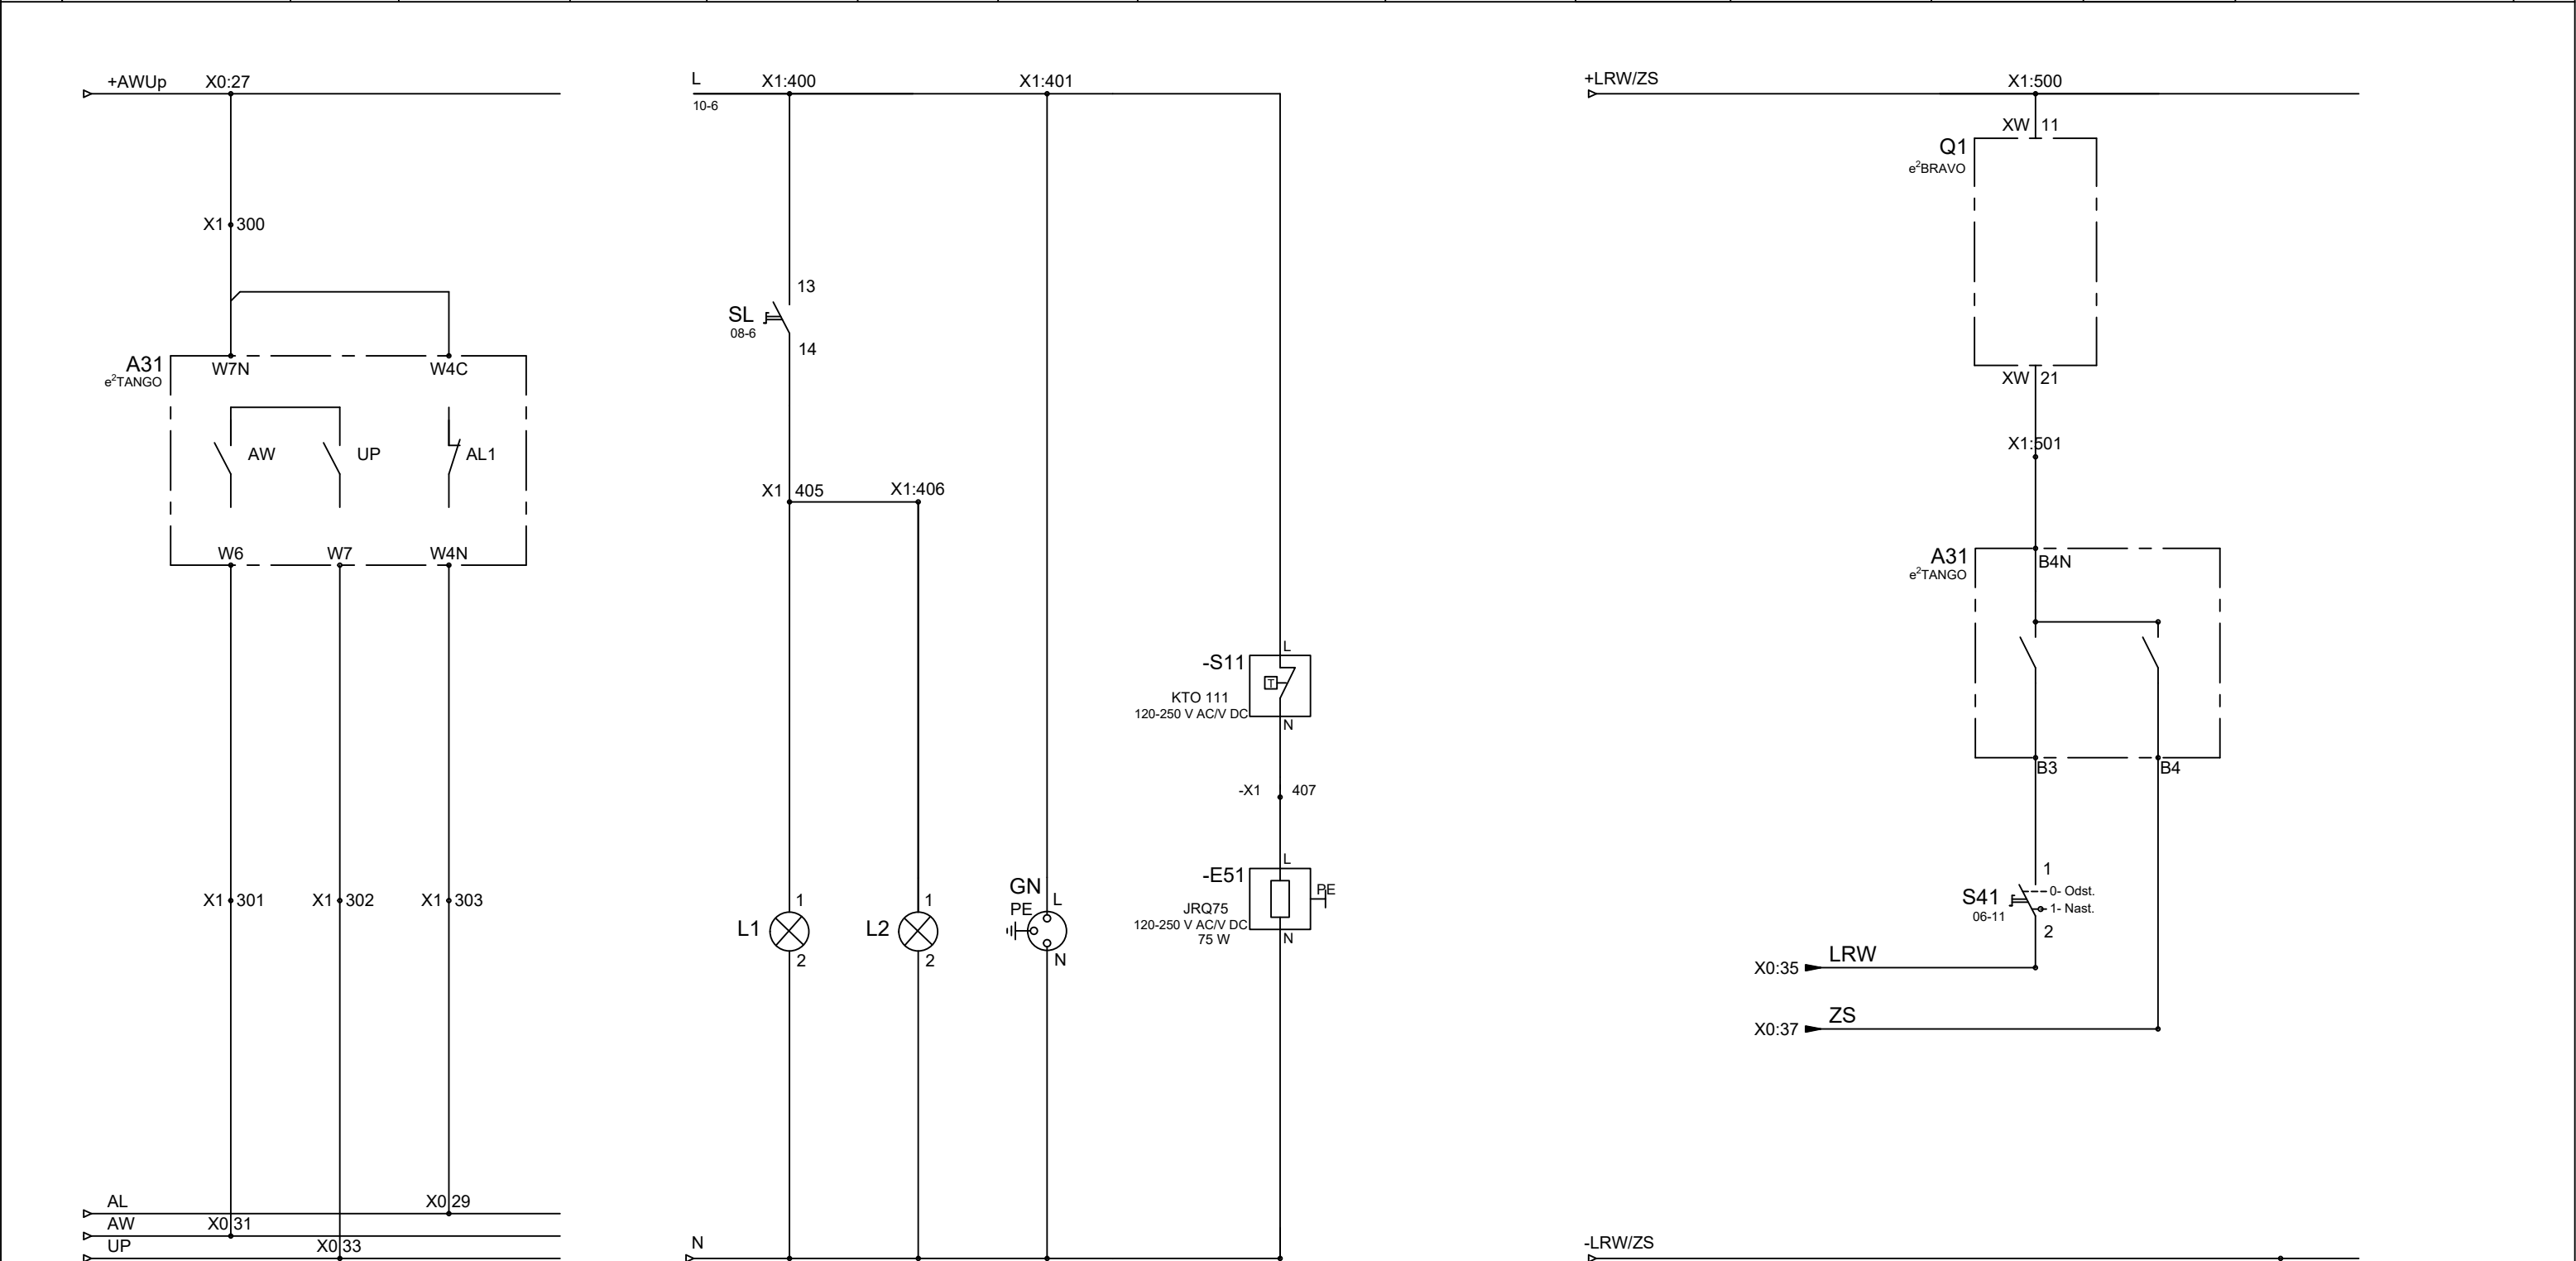 +AWUp X0:27
X1 300
A31
e²TANGO
W7N W4C
AW UP AL1
W6 W7 W4N
X1 301 X1 302 X1 303
AL X0 29
AW X0 31
UP X0 33
L X1:400 X1:401
10-6
13
SL
08-6
14
X1 405 X1:406
L
-S11
KTO 111
120-250 V AC/V DC
N
-X1 407
L
-E51
PE
JRQ75
120-250 V AC/V DC
75 W
N
1 1
L1 L2
2 2
GN L
PE
N
N
+LRW/ZS X1:500
XW 11
Q1
e²BRAVO
XW 21
X1:501
A31
e²TANGO
B4N
B3 B4
1
0- Odst.
S41
1- Nast.
06-11
2
LRW
X0:35
ZS
X0:37
-LRW/ZS